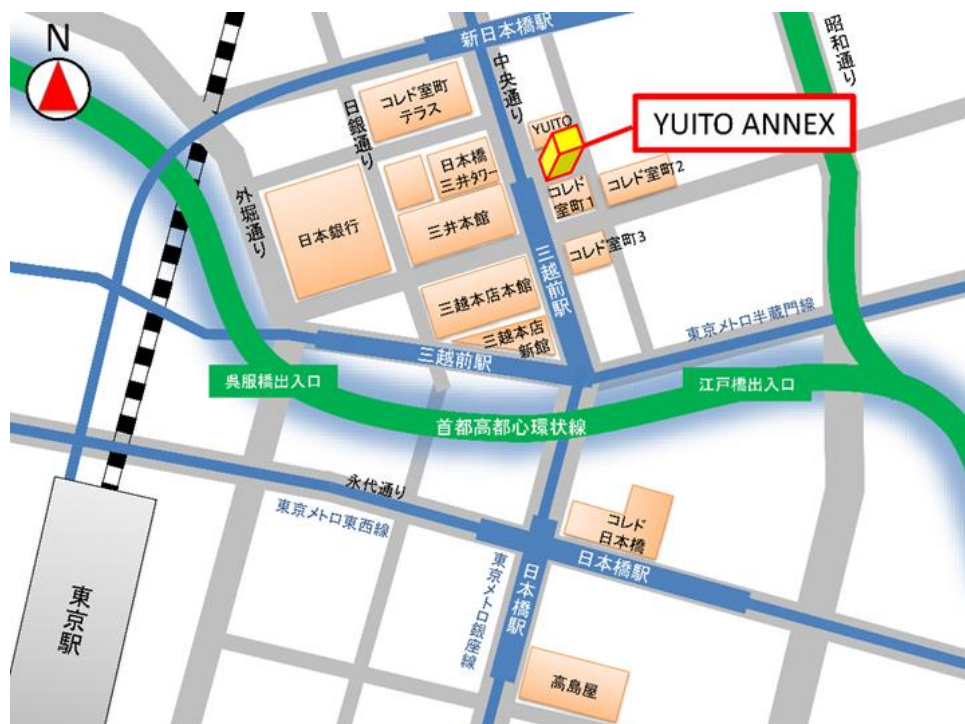 N
新日本橋駅
昭和通り
中央通り
コレド室町
テラス
日銀通り
YUITO
YUITO ANNEX
日本橋
三井タワー
コレド
室町1
コレド室町2
外堀通り
日本銀行
三井本館
コレド室町3
三越前駅
三越本店本館
三越本店
新館
東京メトロ半蔵門線
三越前駅
呉服橋出入口
江戸橋出入口
首都高都心環状線
永代通り
東京メトロ東西線
コレド
日本橋
日本橋駅
日本橋駅
東京メトロ銀座線
東京駅
高島屋